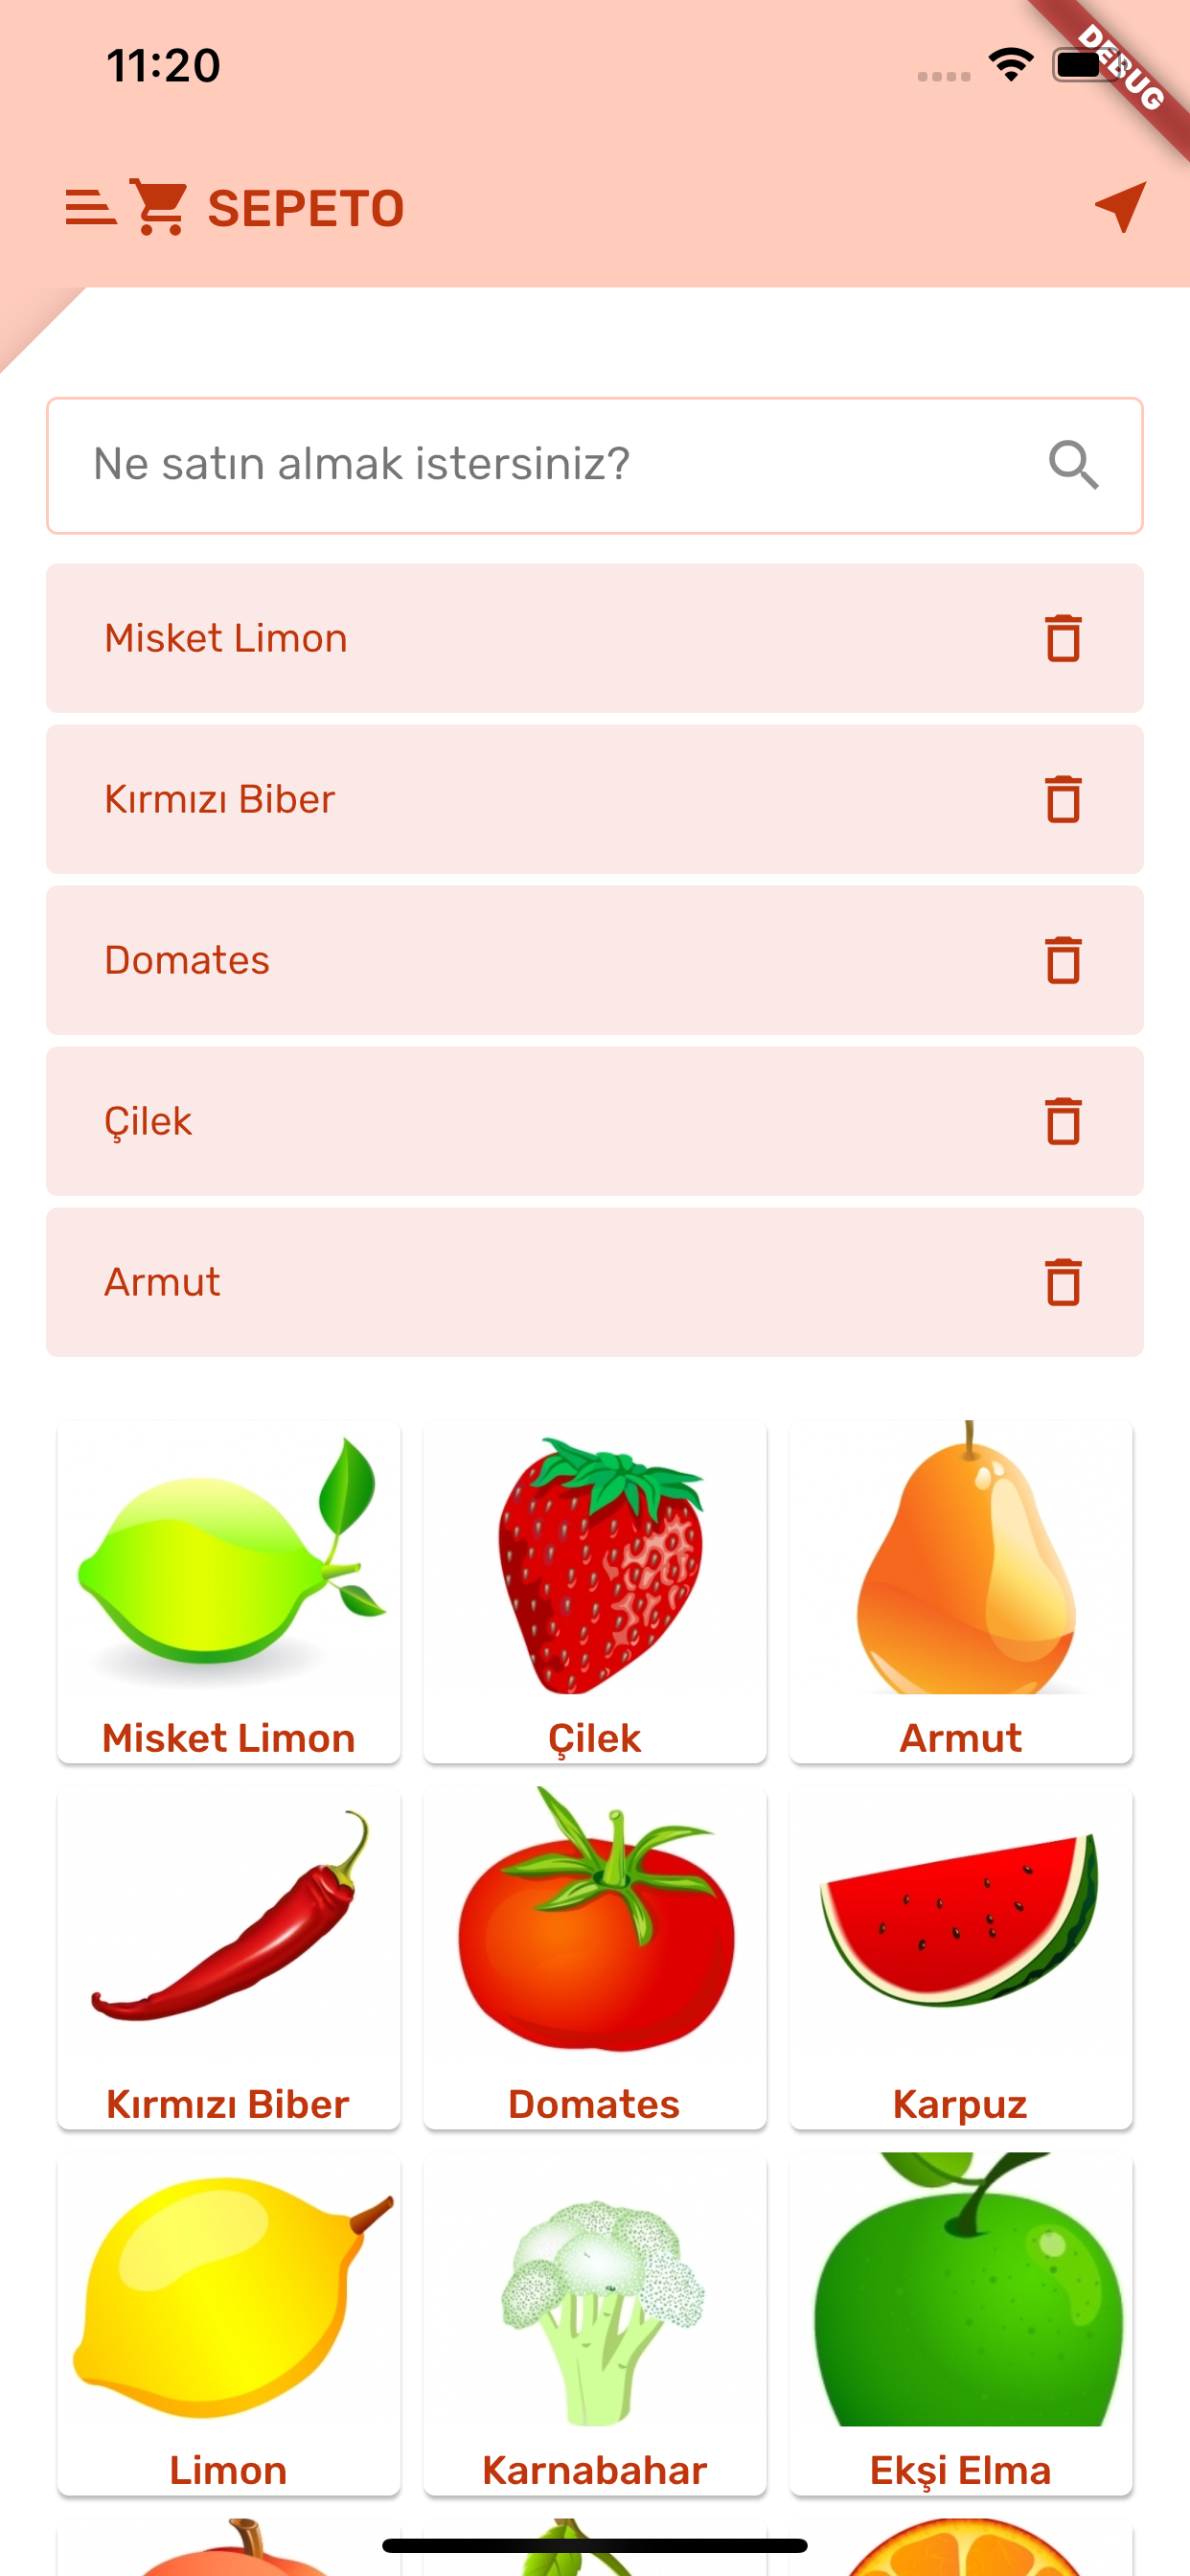 11:20
DEBUG
SEPETO
Ne satın almak istersiniz?
Misket Limon
Kırmızı Biber
Domates
Çilek
Armut
Misket Limon
Çilek
Armut
Kırmızı Biber
Domates
Karpuz
Limon
Karnabahar
Ekşi Elma